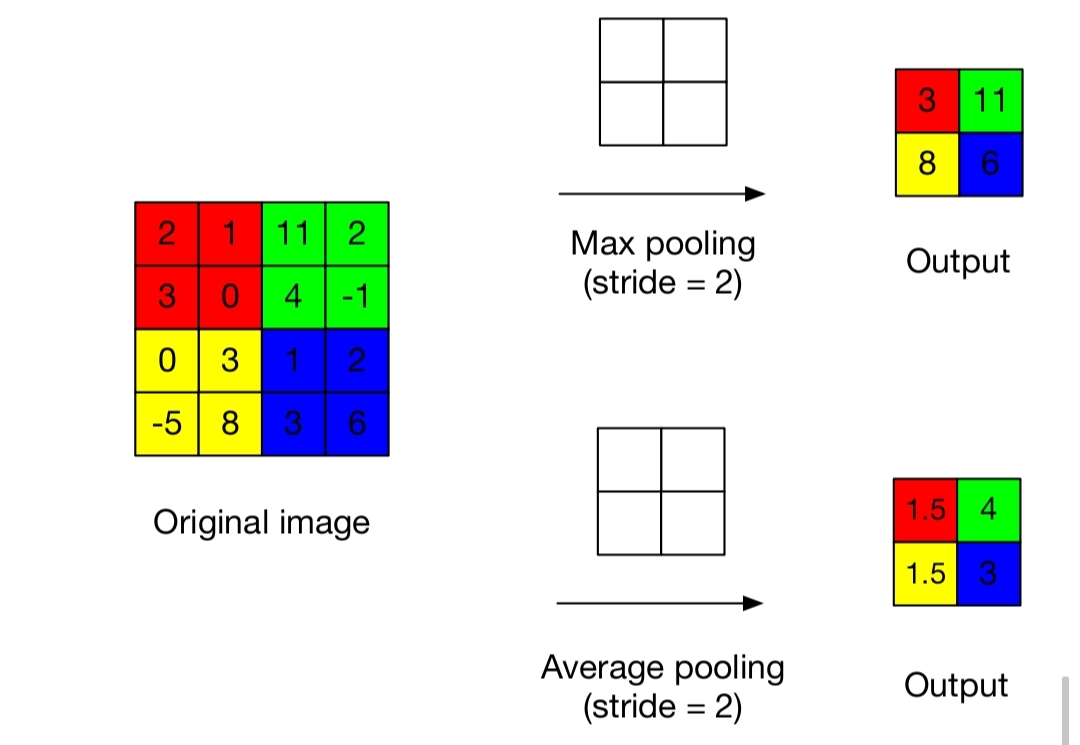 2 1 11 2
3 0 4 -1
0 3 1 2
-5 8 3 6
Original image
Max pooling
(stride = 2)
3 11
8 6
Output
Average pooling
(stride = 2)
1.5 4
1.5 3
Output